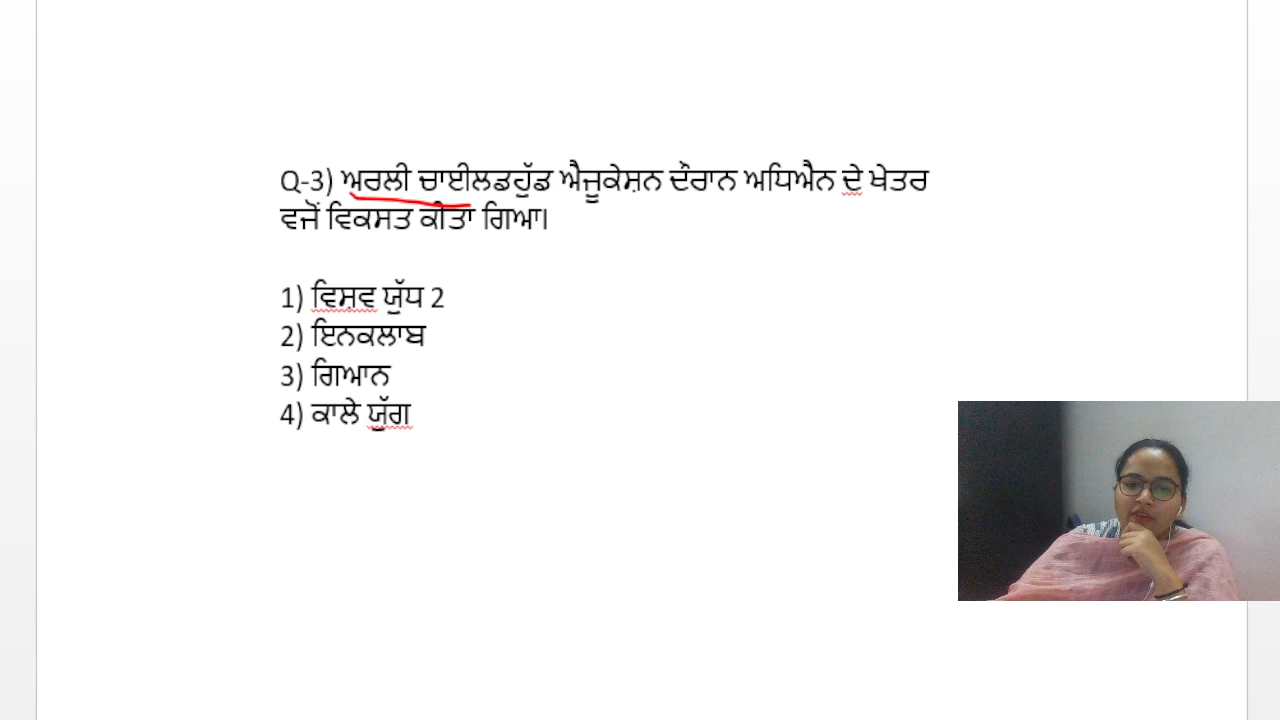 Q-3) ਅਰਲੀ ਚਾਈਲਡਹੁੱਡ ਐਜੂਕੇਸ਼ਨ ਦੌਰਾਨ ਅਧਿਐਨ ਦੇ ਖੇਤਰ
ਵਜੋਂ ਵਿਕਸਤ ਕੀਤਾ ਗਿਆ।
1) ਵਿਸ਼ਵ ਯੁੱਧ 2
2) ਇਨਕਲਾਬ
3) ਗਿਆਨ
4) ਕਾਲੇ ਯੁੱਗ